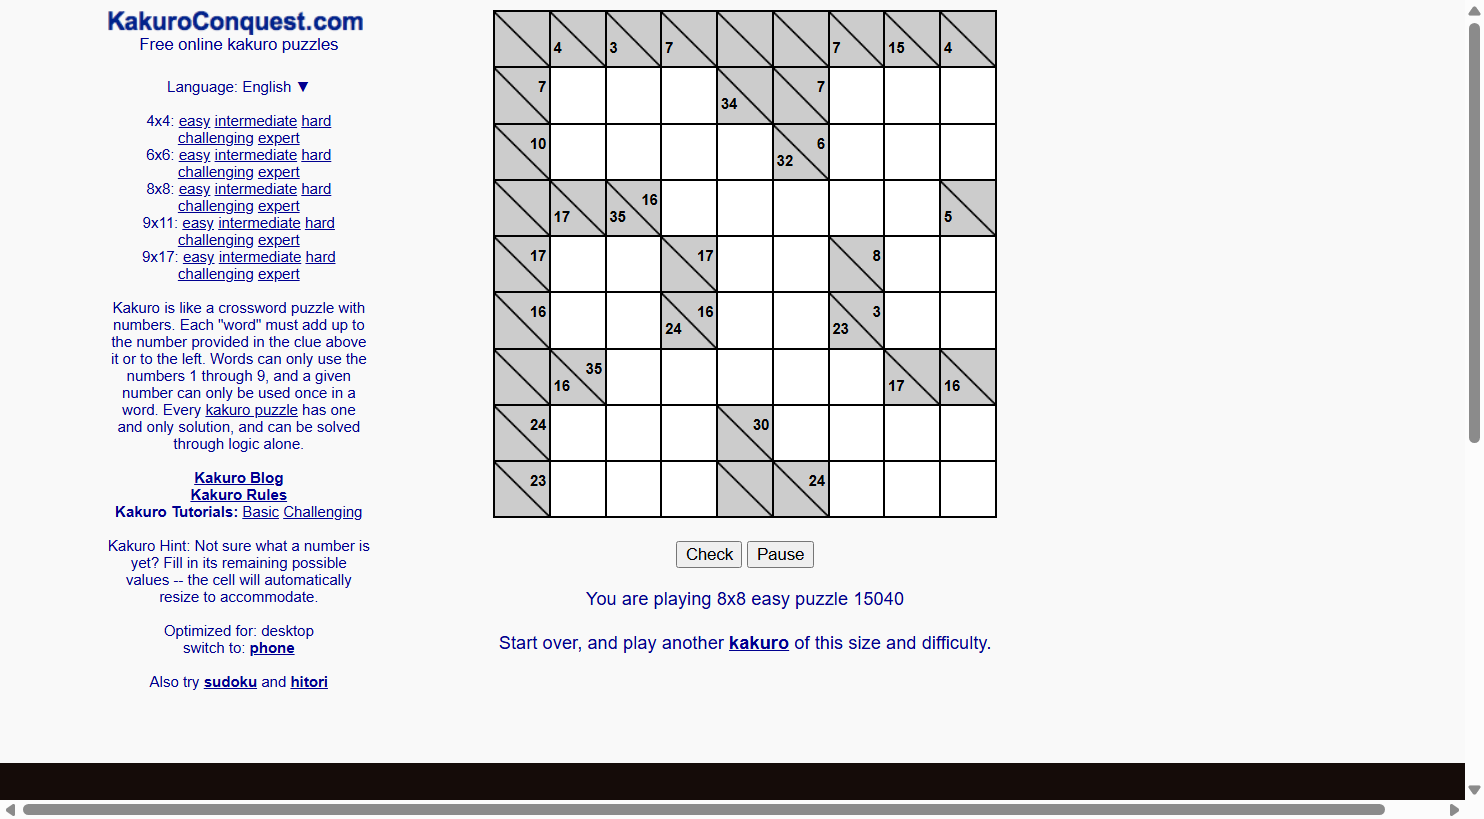 KakuroConquest.com
Free online kakuro puzzles
Language: English ▼
4x4: easy intermediate hard
challenging expert
6x6: easy intermediate hard
challenging expert
8x8: easy intermediate hard
challenging expert
9x11: easy intermediate hard
challenging expert
9x17: easy intermediate hard
challenging expert
Kakuro is like a crossword puzzle with
numbers. Each "word" must add up to
the number provided in the clue above
it or to the left. Words can only use the
numbers 1 through 9, and a given
number can only be used once in a
word. Every kakuro puzzle has one
and only solution, and can be solved
through logic alone.
Kakuro Blog
Kakuro Rules
Kakuro Tutorials: Basic Challenging
Kakuro Hint: Not sure what a number is
yet? Fill in its remaining possible
values -- the cell will automatically
resize to accommodate.
Optimized for: desktop
switch to: phone
Also try sudoku and hitori
4 3 7 7 15 4
7 34 7
10 32 6
17 35 16 5
17 17 8
16 24 16 23 3
16 35 17 16
24 30
23 24
Check Pause
You are playing 8x8 easy puzzle 15040
Start over, and play another kakuro of this size and difficulty.